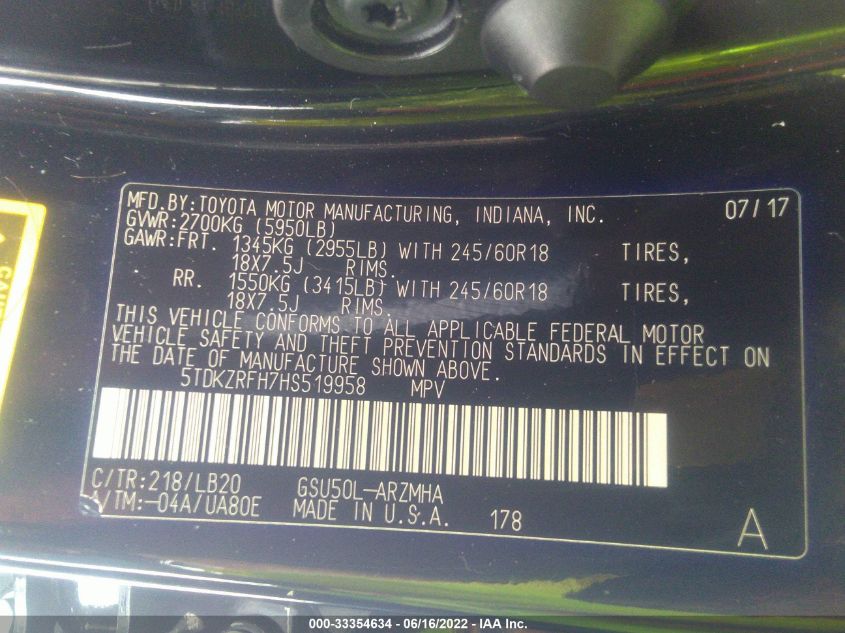 MFD.BY:TOYOTA MOTOR MANUFACTURING, INDIANA, INC. 07/17
GVWR:2700KG (5950LB)
GAWR:FRT. 1345KG (2955LB) WITH 245/60R18 TIRES,
18X7.5J RIMS.
RR. 1550KG (3415LB) WITH 245/60R18 TIRES,
18X7.5J RIMS.
THIS VEHICLE CONFORMS TO ALL APPLICABLE FEDERAL MOTOR
VEHICLE SAFETY AND THEFT PREVENTION STANDARDS IN EFFECT ON
THE DATE OF MANUFACTURE SHOWN ABOVE.
5TDKZRFH7HS519958 MPV
C/TR:218/LB20 GSU50L-ARZMHA
A/TM:-04A/UA80E MADE IN U.S.A. 178 A
000-33354634 - 06/16/2022 - IAA Inc.